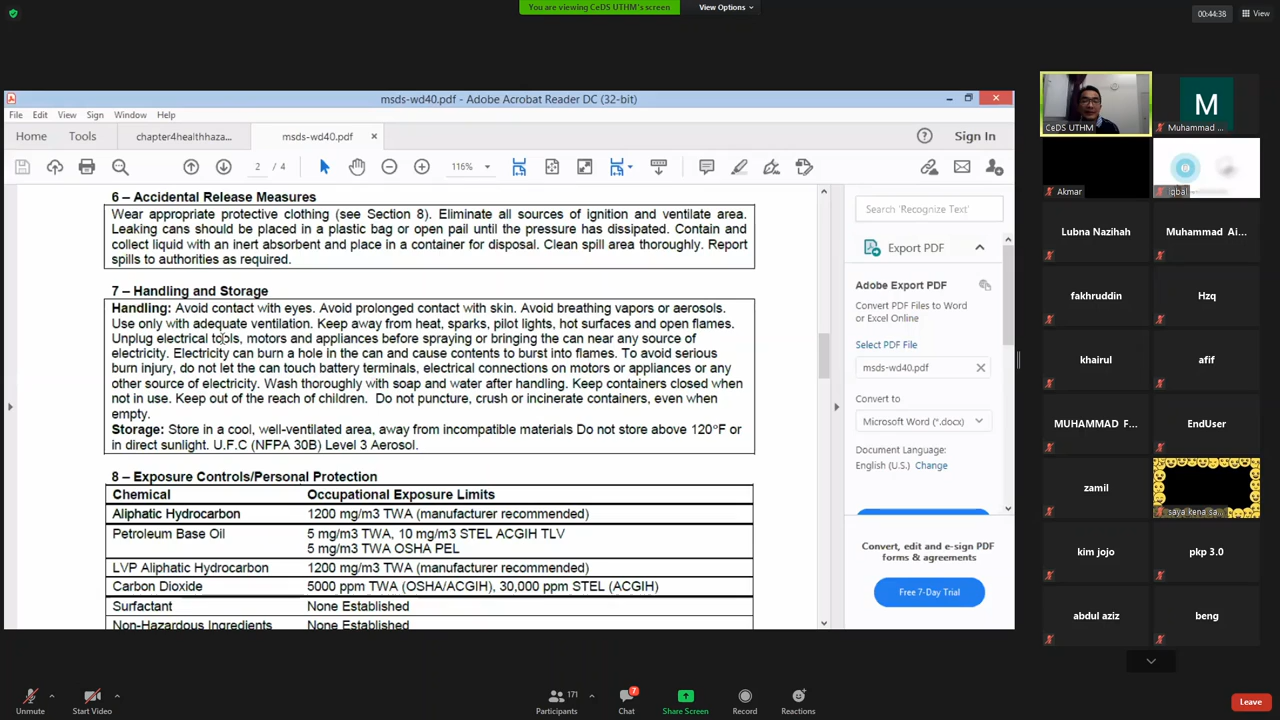 You are viewing CeDS UTHM's screen
View Options
00:44:38
View
msds-wd40.pdf - Adobe Acrobat Reader DC (32-bit)
File Edit View Sign Window Help
Home Tools chapter4healthhazza... msds-wd40.pdf
Sign In
2 / 4
116%
6 – Accidental Release Measures
Wear appropriate protective clothing (see Section 8). Eliminate all sources of ignition and ventilate area.
Leaking cans should be placed in a plastic bag or open pail until the pressure has dissipated. Contain and
collect liquid with an inert absorbent and place in a container for disposal. Clean spill area thoroughly. Report
spills to authorities as required.
7 – Handling and Storage
Handling: Avoid contact with eyes. Avoid prolonged contact with skin. Avoid breathing vapors or aerosols.
Use only with adequate ventilation. Keep away from heat, sparks, pilot lights, hot surfaces and open flames.
Unplug electrical tools, motors and appliances before spraying or bringing the can near any source of
electricity. Electricity can burn a hole in the can and cause contents to burst into flames. To avoid serious
burn injury, do not let the can touch battery terminals, electrical connections on motors or appliances or any
other source of electricity. Wash thoroughly with soap and water after handling. Keep containers closed when
not in use. Keep out of the reach of children. Do not puncture, crush or incinerate containers, even when
empty.
Storage: Store in a cool, well-ventilated area, away from incompatible materials Do not store above 120°F or
in direct sunlight. U.F.C (NFPA 30B) Level 3 Aerosol.
8 – Exposure Controls/Personal Protection
Chemical Occupational Exposure Limits
Aliphatic Hydrocarbon 1200 mg/m3 TWA (manufacturer recommended)
Petroleum Base Oil 5 mg/m3 TWA, 10 mg/m3 STEL ACGIH TLV
5 mg/m3 TWA OSHA PEL
LVP Aliphatic Hydrocarbon 1200 mg/m3 TWA (manufacturer recommended)
Carbon Dioxide 5000 ppm TWA (OSHA/ACGIH), 30,000 ppm STEL (ACGIH)
Surfactant None Established
Non-Hazardous Ingredients None Established
Search 'Recognize Text'
Export PDF
Adobe Export PDF
Convert PDF Files to Word
or Excel Online
Select PDF File
msds-wd40.pdf
Convert to
Microsoft Word (*.docx)
Document Language:
English (U.S.) Change
Convert, edit and e-sign PDF
forms & agreements
Free 7-Day Trial
CeDS UTHM
M
Muhammad ...
Akmar
Iqbal
Lubna Nazihah
Muhammad Ai...
fakhruddin
Hzq
khairul
afif
MUHAMMAD F...
EndUser
zamil
saya kena sa...
kim jojo
pkp 3.0
abdul aziz
beng
Unmute
Start Video
Participants 171
Chat 7
Share Screen
Record
Reactions
Leave